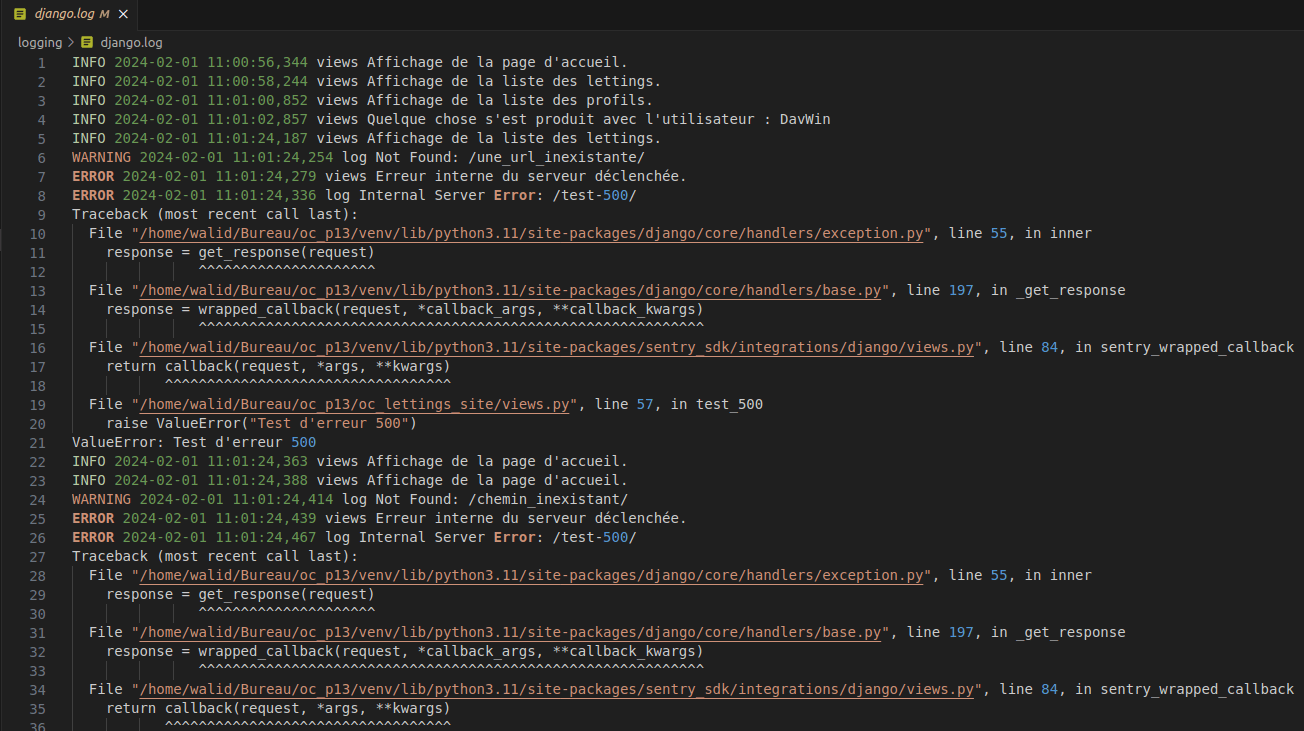 django.log M
logging > django.log
1 INFO 2024-02-01 11:00:56,344 views Affichage de la page d'accueil.
2 INFO 2024-02-01 11:00:58,244 views Affichage de la liste des lettings.
3 INFO 2024-02-01 11:01:00,852 views Affichage de la liste des profils.
4 INFO 2024-02-01 11:01:02,857 views Quelque chose s'est produit avec l'utilisateur : DavWin
5 INFO 2024-02-01 11:01:24,187 views Affichage de la liste des lettings.
6 WARNING 2024-02-01 11:01:24,254 log Not Found: /une_url_inexistante/
7 ERROR 2024-02-01 11:01:24,279 views Erreur interne du serveur déclenchée.
8 ERROR 2024-02-01 11:01:24,336 log Internal Server Error: /test-500/
9 Traceback (most recent call last):
10   File "/home/walid/Bureau/oc_p13/venv/lib/python3.11/site-packages/django/core/handlers/exception.py", line 55, in inner
11     response = get_response(request)
12                ^^^^^^^^^^^^^^^^^^^^^
13   File "/home/walid/Bureau/oc_p13/venv/lib/python3.11/site-packages/django/core/handlers/base.py", line 197, in _get_response
14     response = wrapped_callback(request, *callback_args, **callback_kwargs)
15                ^^^^^^^^^^^^^^^^^^^^^^^^^^^^^^^^^^^^^^^^^^^^^^^^^^^^^^^^^^^^
16   File "/home/walid/Bureau/oc_p13/venv/lib/python3.11/site-packages/sentry_sdk/integrations/django/views.py", line 84, in sentry_wrapped_callback
17     return callback(request, *args, **kwargs)
18            ^^^^^^^^^^^^^^^^^^^^^^^^^^^^^^^^^^
19   File "/home/walid/Bureau/oc_p13/oc_lettings_site/views.py", line 57, in test_500
20     raise ValueError("Test d'erreur 500")
21 ValueError: Test d'erreur 500
22 INFO 2024-02-01 11:01:24,363 views Affichage de la page d'accueil.
23 INFO 2024-02-01 11:01:24,388 views Affichage de la page d'accueil.
24 WARNING 2024-02-01 11:01:24,414 log Not Found: /chemin_inexistant/
25 ERROR 2024-02-01 11:01:24,439 views Erreur interne du serveur déclenchée.
26 ERROR 2024-02-01 11:01:24,467 log Internal Server Error: /test-500/
27 Traceback (most recent call last):
28   File "/home/walid/Bureau/oc_p13/venv/lib/python3.11/site-packages/django/core/handlers/exception.py", line 55, in inner
29     response = get_response(request)
30                ^^^^^^^^^^^^^^^^^^^^^
31   File "/home/walid/Bureau/oc_p13/venv/lib/python3.11/site-packages/django/core/handlers/base.py", line 197, in _get_response
32     response = wrapped_callback(request, *callback_args, **callback_kwargs)
33                ^^^^^^^^^^^^^^^^^^^^^^^^^^^^^^^^^^^^^^^^^^^^^^^^^^^^^^^^^^^^
34   File "/home/walid/Bureau/oc_p13/venv/lib/python3.11/site-packages/sentry_sdk/integrations/django/views.py", line 84, in sentry_wrapped_callback
35     return callback(request, *args, **kwargs)
36            ^^^^^^^^^^^^^^^^^^^^^^^^^^^^^^^^^^